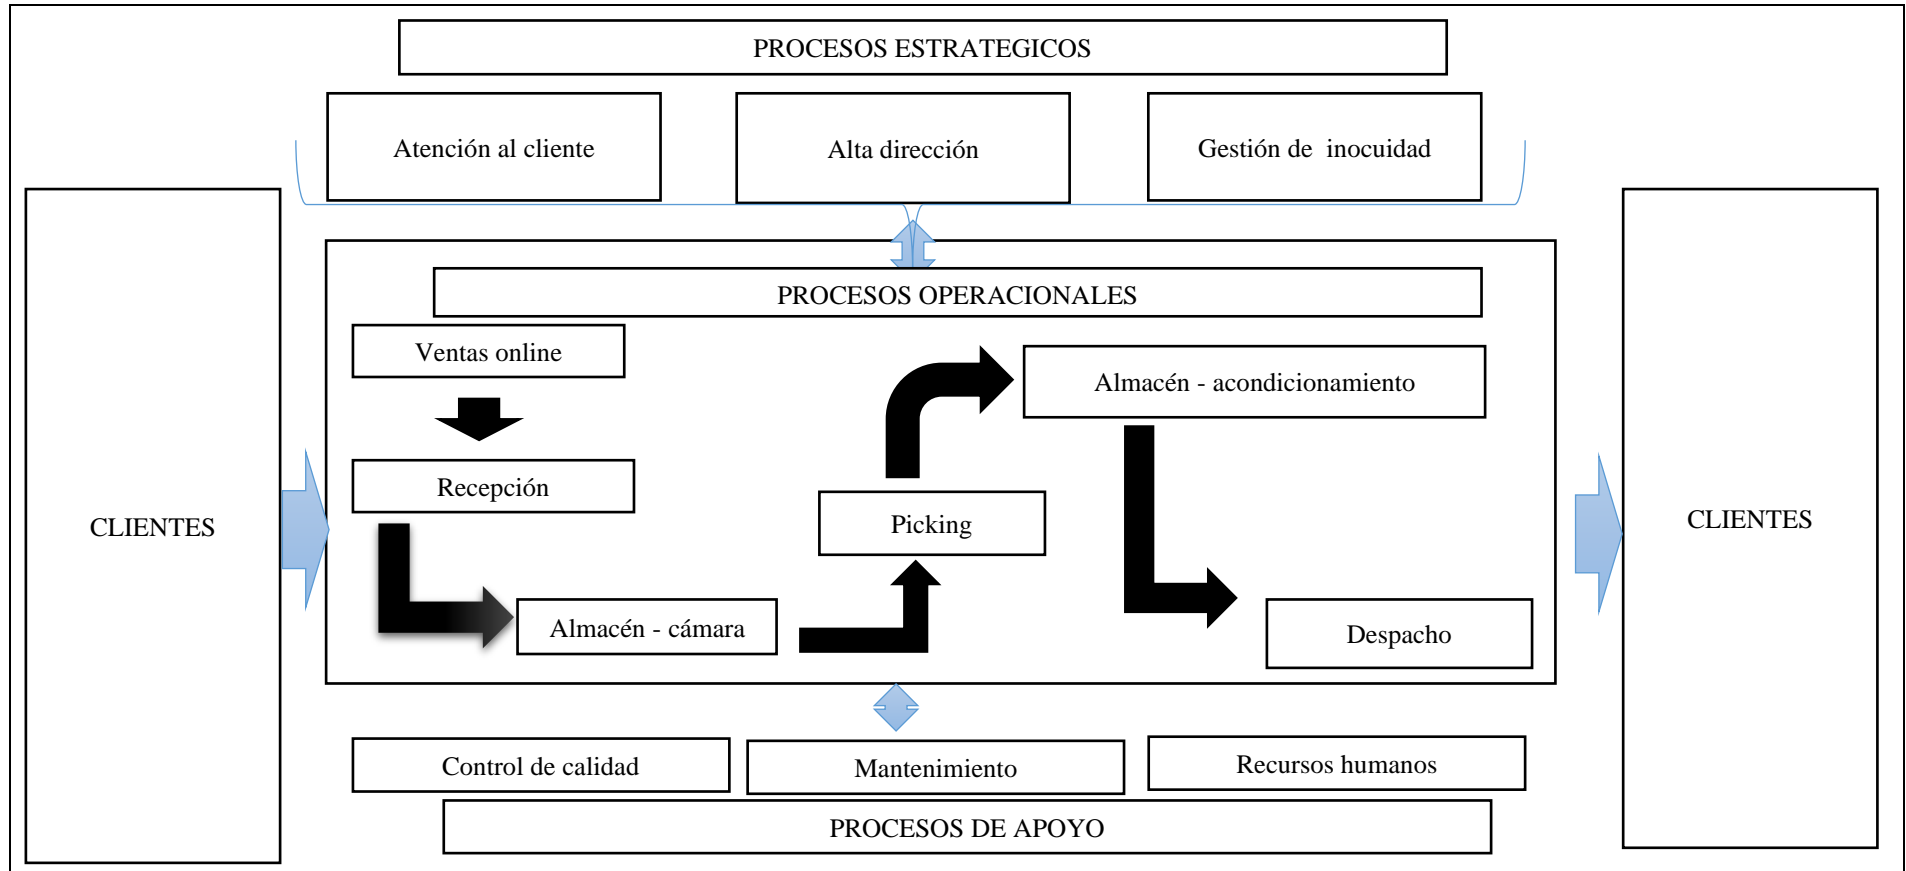 PROCESOS ESTRATEGICOS
Atención al cliente
Alta dirección
Gestión de inocuidad
CLIENTES
PROCESOS OPERACIONALES
Ventas online
Recepción
Almacén - cámara
Picking
Almacén - acondicionamiento
Despacho
CLIENTES
Control de calidad
Mantenimiento
Recursos humanos
PROCESOS DE APOYO